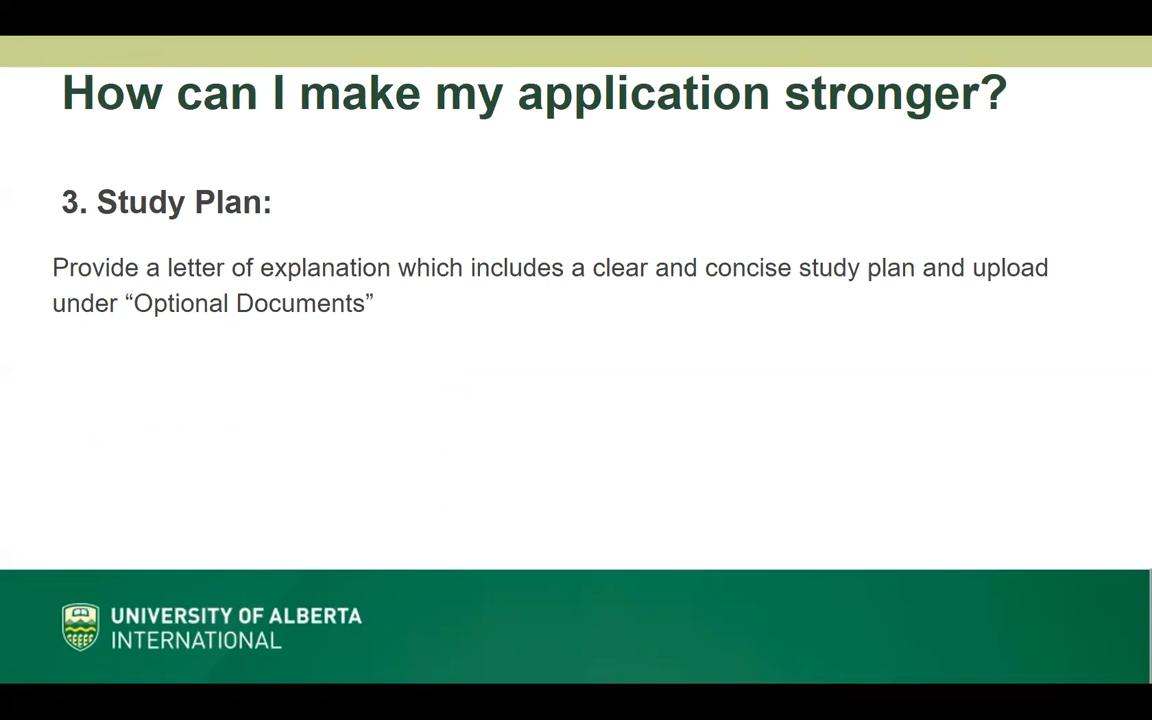 How can I make my application stronger?
3. Study Plan:
Provide a letter of explanation which includes a clear and concise study plan and upload
under “Optional Documents”
UNIVERSITY OF ALBERTA
INTERNATIONAL